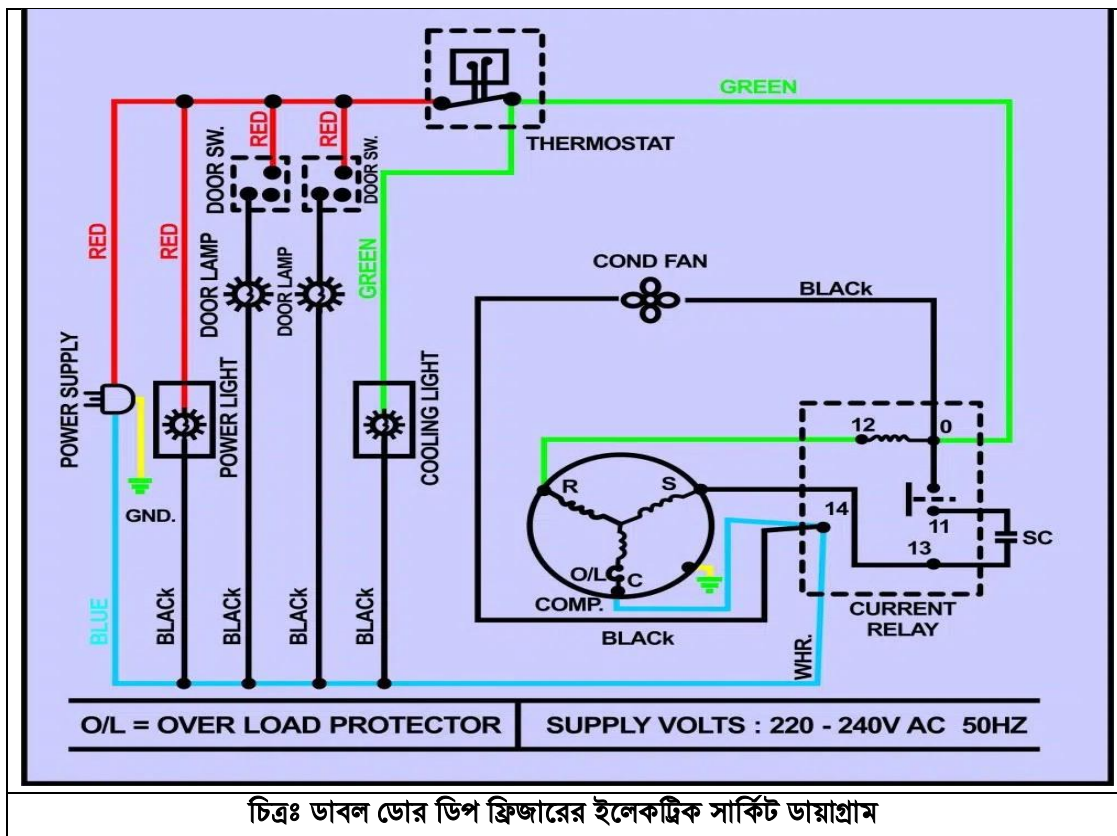 GREEN
THERMOSTAT
RED
RED
DOOR SW.
DOOR SW.
RED
RED
DOOR LAMP
DOOR LAMP
GREEN
COND FAN
BLACK
POWER SUPPLY
POWER LIGHT
COOLING LIGHT
GND.
12
0
R
S
14
11
SC
13
O/L
C
COMP.
CURRENT
RELAY
BLUE
BLACK
BLACK
BLACK
BLACK
BLACK
WHR.
O/L = OVER LOAD PROTECTOR
SUPPLY VOLTS : 220 - 240V AC 50HZ
চিত্রঃ ডাবল ডোর ডিপ ফ্রিজারের ইলেকট্রিক সার্কিট ডায়াগ্রাম